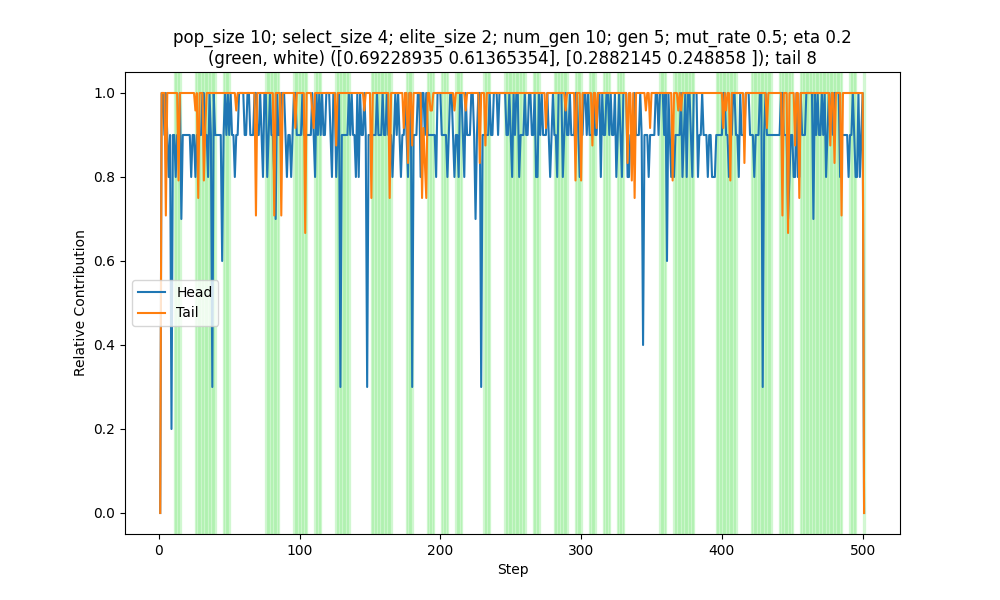 pop_size 10; select_size 4; elite_size 2; num_gen 10; gen 5; mut_rate 0.5; eta 0.2
(green, white) ([0.69228935 0.61365354], [0.2882145 0.248858 ]); tail 8
1.0
0.8
0.6
0.4
0.2
0.0
Relative Contribution
Head
Tail
0
100
200
300
400
500
Step